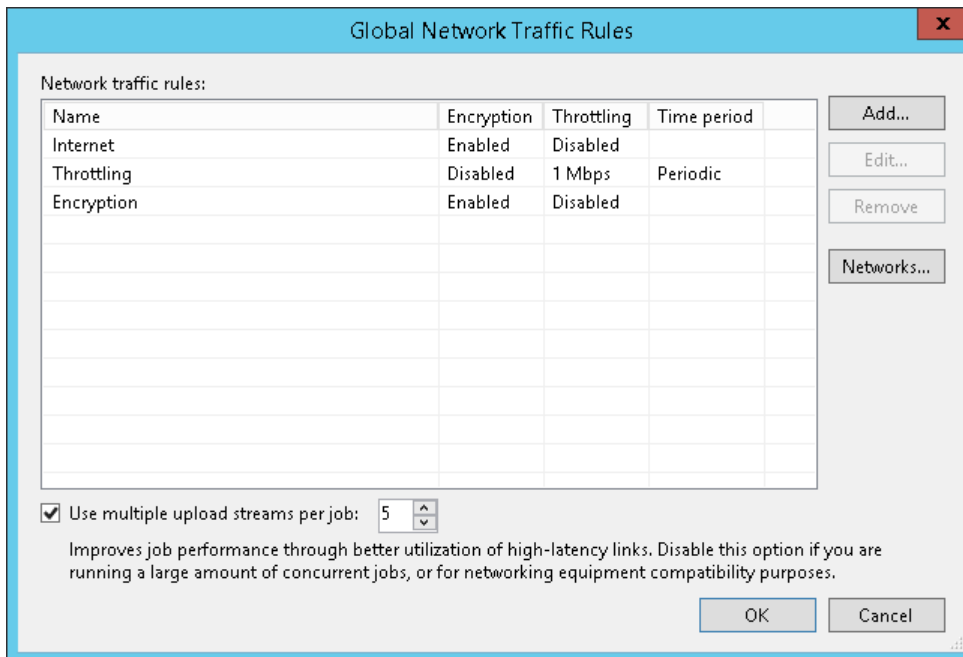 Global Network Traffic Rules
x
Network traffic rules:
Name Encryption Throttling Time period
Internet Enabled Disabled
Throttling Disabled 1 Mbps Periodic
Encryption Enabled Disabled
Add...
Edit...
Remove
Networks...
Use multiple upload streams per job: 5
Improves job performance through better utilization of high-latency links. Disable this option if you are
running a large amount of concurrent jobs, or for networking equipment compatibility purposes.
OK Cancel